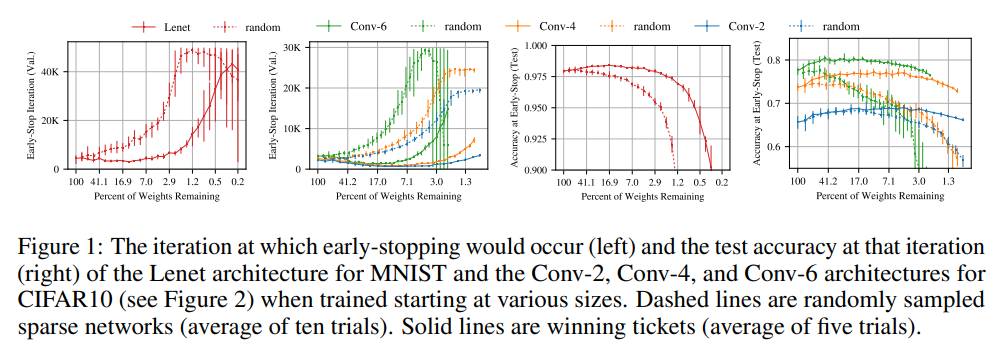 Lenet random Conv-6 random Conv-4 random Conv-2 random
Early-Stop Iteration (Val.)
40K
20K
0
100 41.1 16.9 7.0 2.9 1.2 0.5 0.2
Percent of Weights Remaining
Early-Stop Iteration (Val.)
30K
20K
10K
0
100 41.2 17.0 7.1 3.0 1.3
Percent of Weights Remaining
Accuracy at Early-Stop (Test)
1.000
0.975
0.950
0.925
0.900
100 41.1 16.9 7.0 2.9 1.2 0.5 0.2
Percent of Weights Remaining
Accuracy at Early-Stop (Test)
0.8
0.7
0.6
100 41.2 17.0 7.1 3.0 1.3
Percent of Weights Remaining
Figure 1: The iteration at which early-stopping would occur (left) and the test accuracy at that iteration
(right) of the Lenet architecture for MNIST and the Conv-2, Conv-4, and Conv-6 architectures for
CIFAR10 (see Figure 2) when trained starting at various sizes. Dashed lines are randomly sampled
sparse networks (average of ten trials). Solid lines are winning tickets (average of five trials).